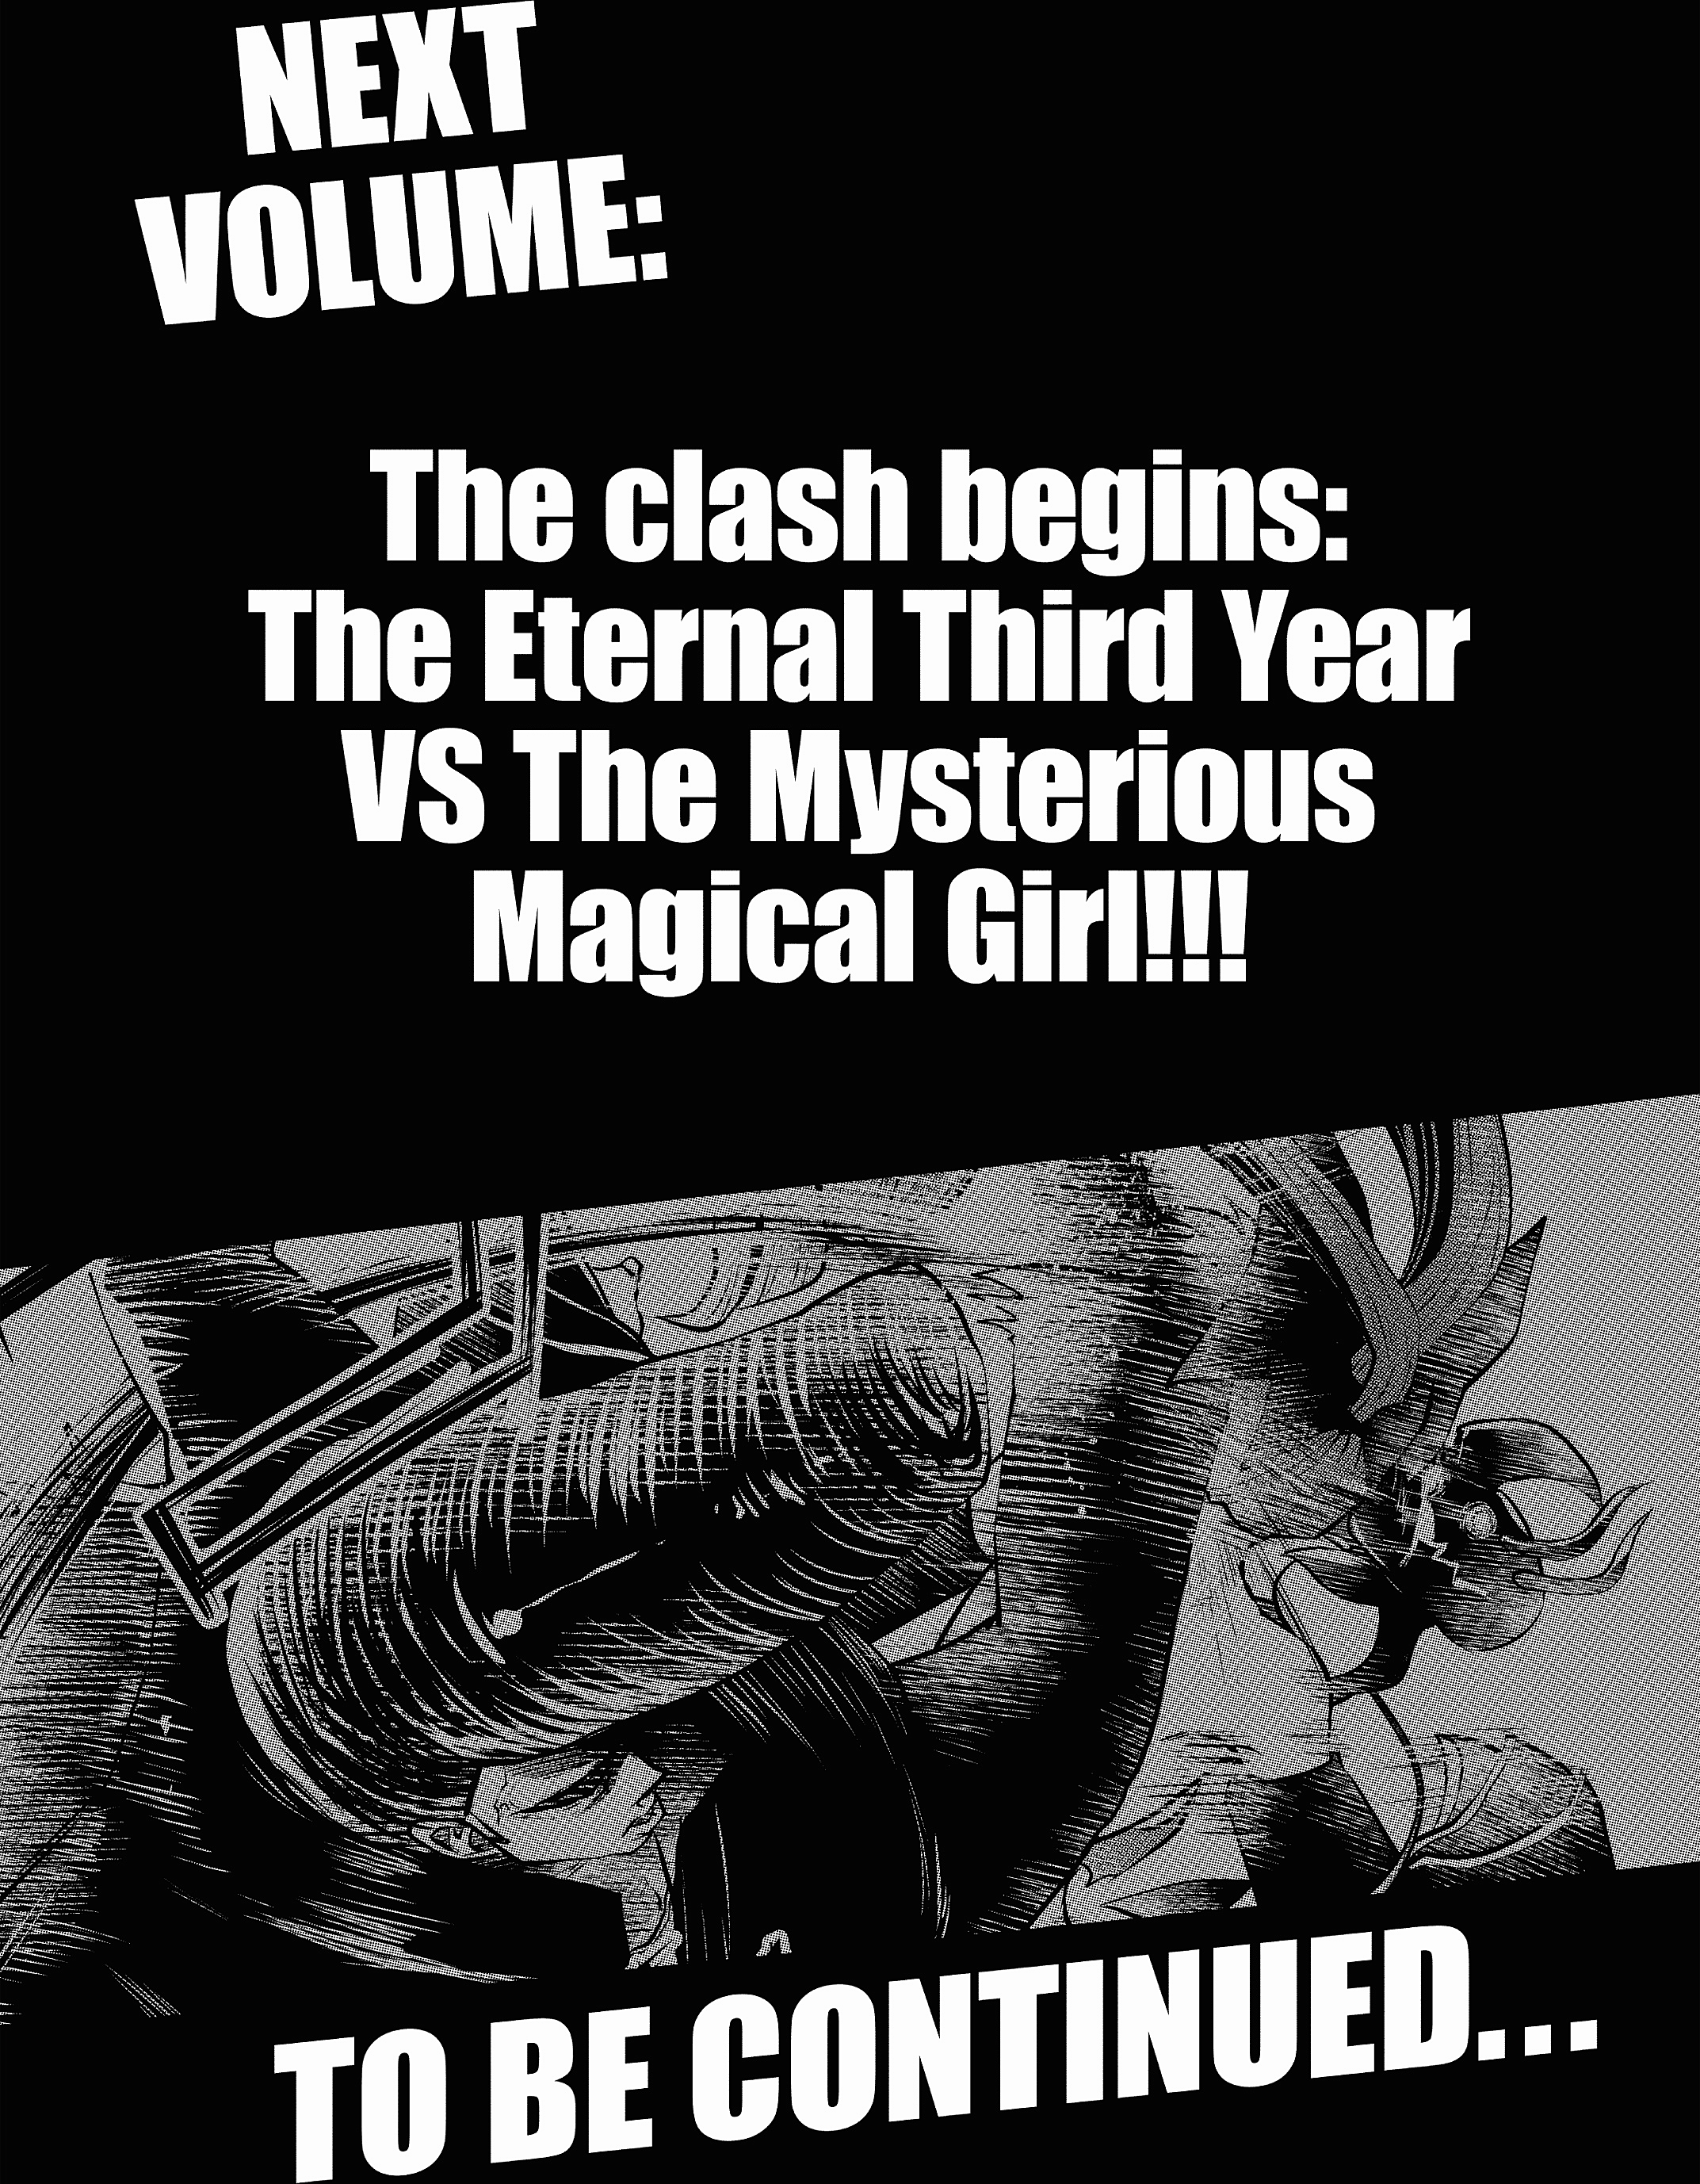 NEXT
VOLUME:
The clash begins:
The Eternal Third Year
VS The Mysterious
Magical Girl!!!
TO BE CONTINUED...